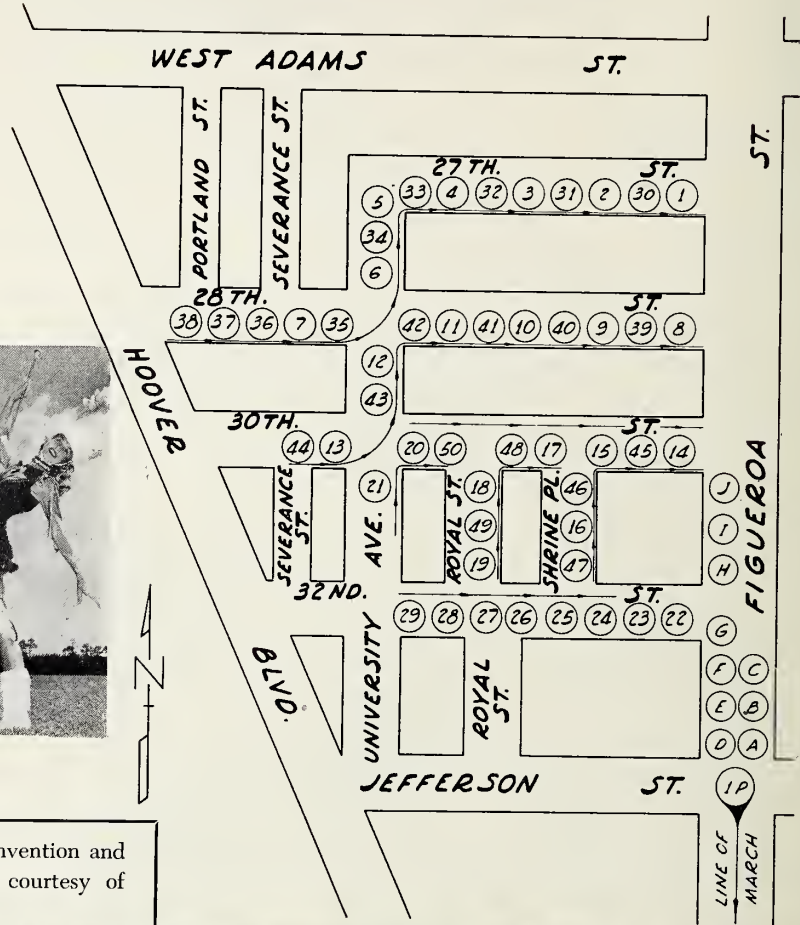 WEST ADAMS ST.
PORTLAND ST.
SEVERANCE ST.
ST.
27TH. ST.
5 33 4 32 3 31 2 30 1
34
6
28TH. ST.
38 37 36 7 35 42 11 41 10 40 9 39 8
12
43
HOOVER
30TH. ST.
44 13 20 50 48 17 15 45 14
SEVERANCE ST.
21
AVE.
ROYAL ST.
18
49
19
SHRINE PL.
46
16
47
J
I
H
FIGUEROA
32ND. ST.
29 28 27 26 25 24 23 22
G
F C
E B
D A
N
BLVD.
UNIVERSITY
ROYAL ST.
JEFFERSON ST.
1P
LINE OF MARCH
nvention and
courtesy of